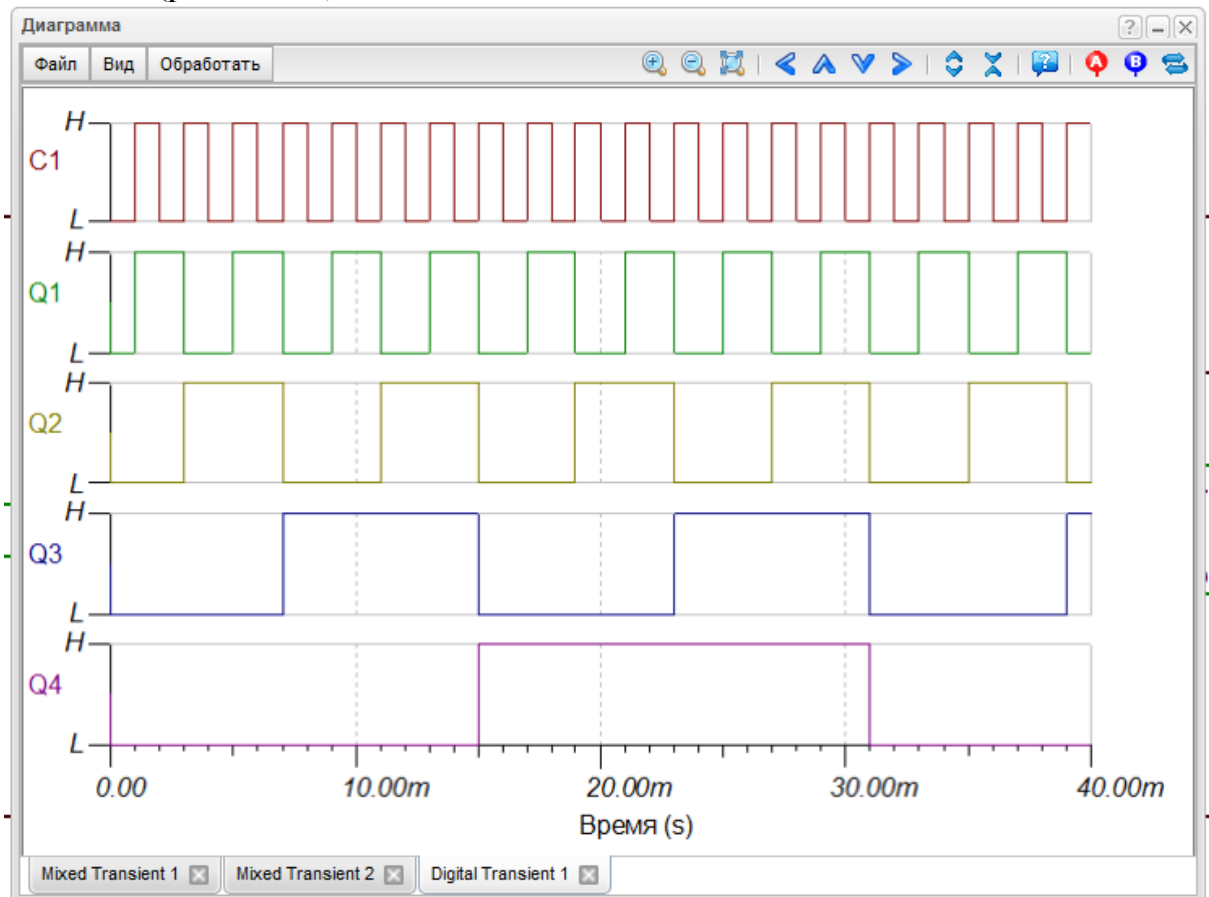 Диаграмма
Файл Вид Обработать
H
C1
L
H
Q1
L
H
Q2
L
H
Q3
L
H
Q4
L
0.00 10.00m 20.00m 30.00m 40.00m
Время (s)
Mixed Transient 1 Mixed Transient 2 Digital Transient 1